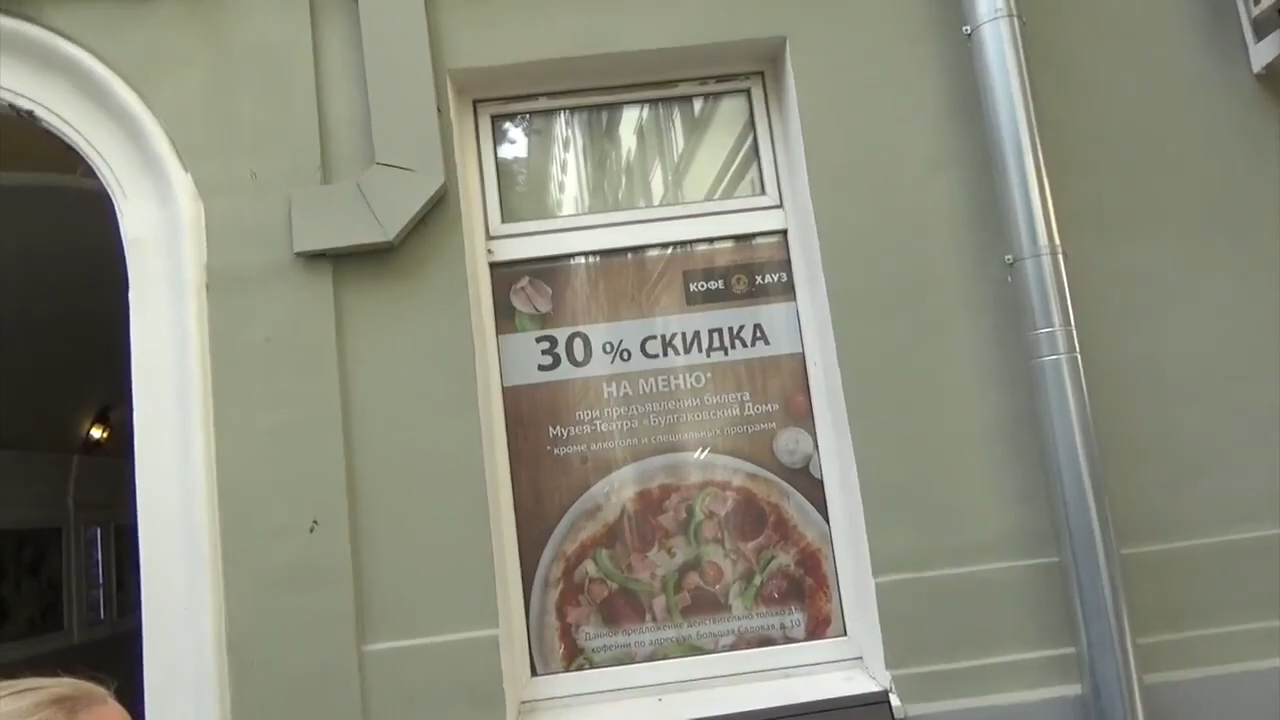 КОФЕ ХАУЗ
30 % СКИДКА
НА МЕНЮ*
при предъявлении билета
Музея-Театра «Булгаковский Дом»
* кроме алкоголя и специальных программ
Данное предложение действительно только
кофейни по адресу ул. Большая Садовая, д. 10